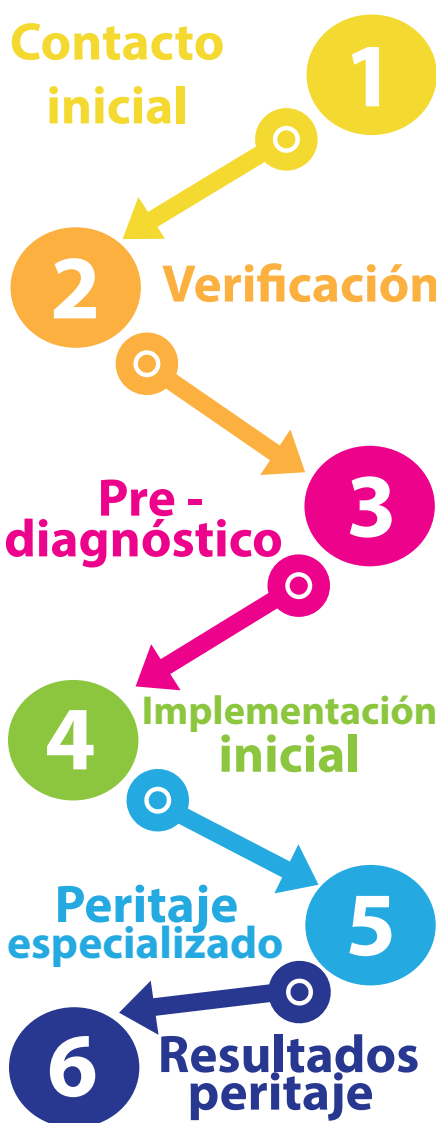 Contacto
inicial
1
2
Verificación
Pre -
diagnóstico
3
4
Implementación
inicial
Peritaje
especializado
5
6
Resultados
peritaje